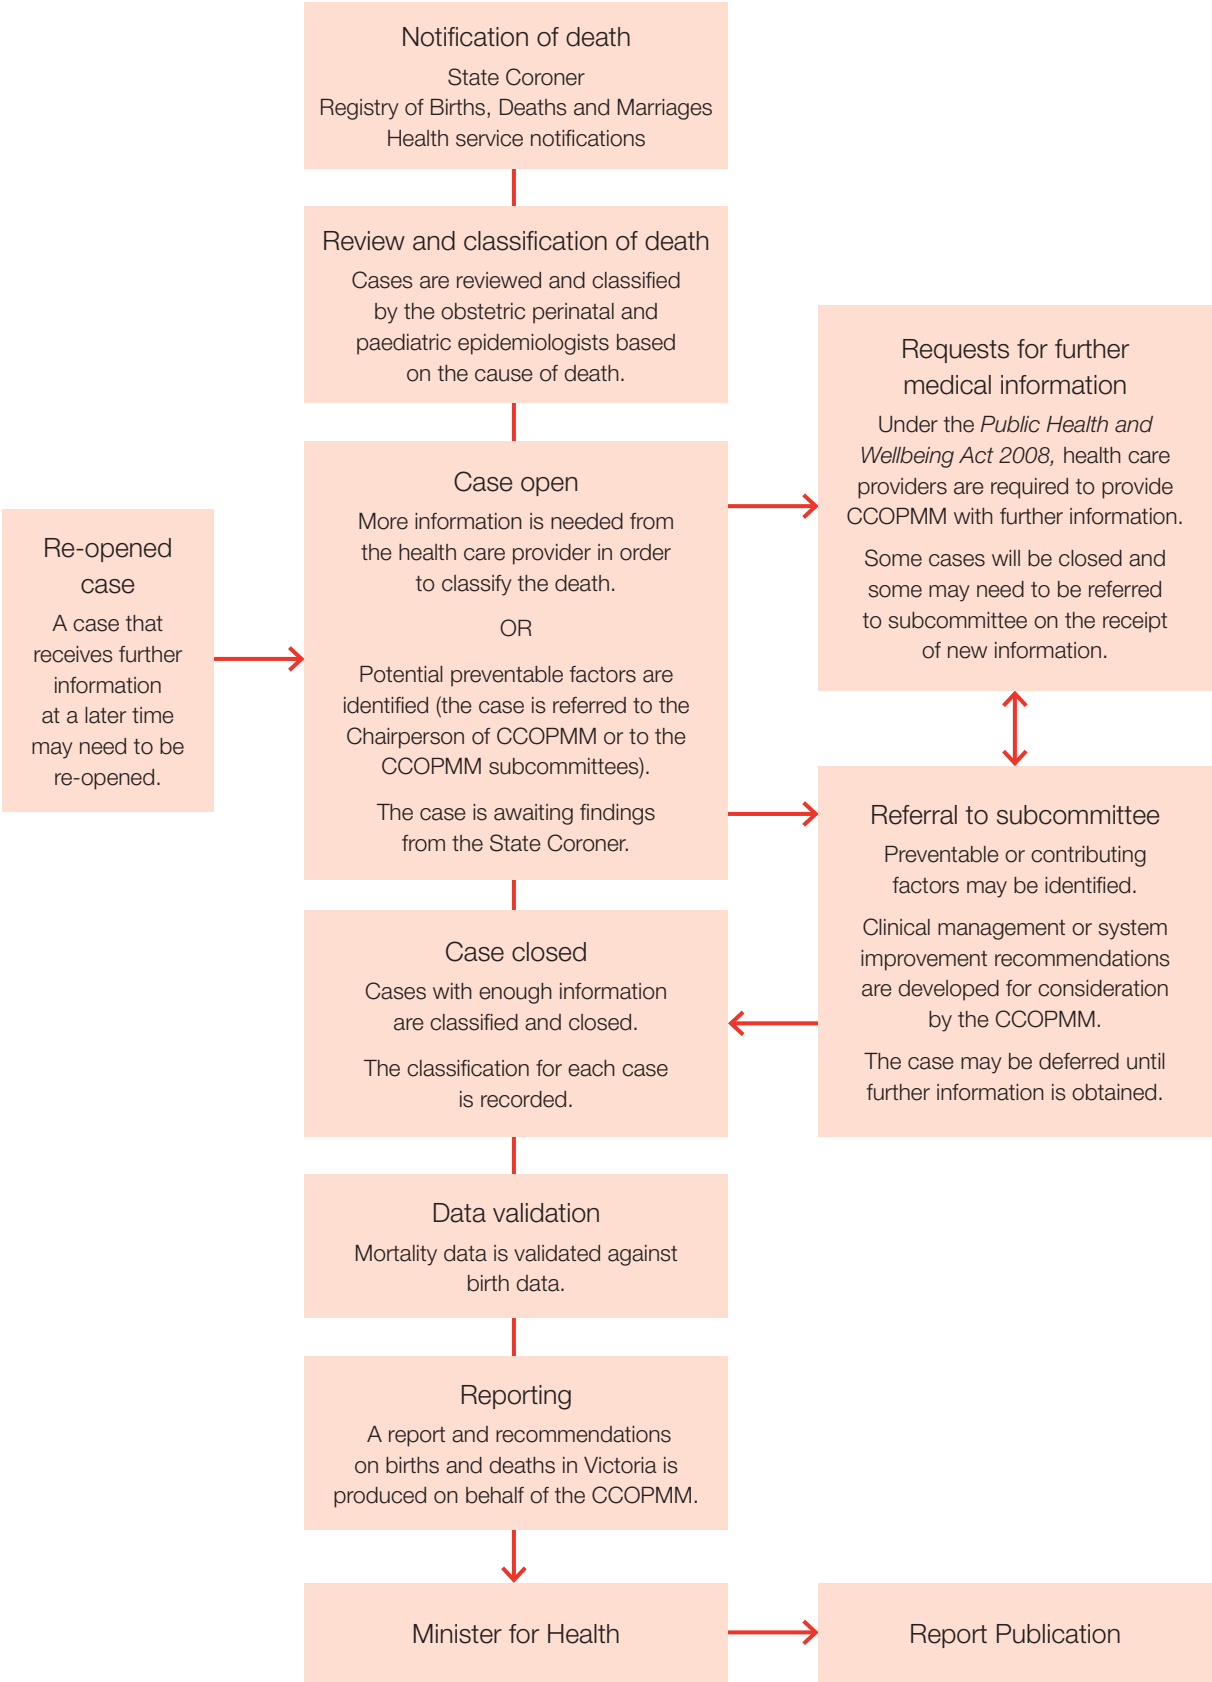 Notification of death
State Coroner
Registry of Births, Deaths and Marriages
Health service notifications
Review and classification of death
Cases are reviewed and classified
by the obstetric perinatal and
paediatric epidemiologists based
on the cause of death.
Requests for further
medical information
Under the Public Health and
Wellbeing Act 2008, health care
providers are required to provide
CCOPMM with further information.
Some cases will be closed and
some may need to be referred
to subcommittee on the receipt
of new information.
Case open
More information is needed from
the health care provider in order
to classify the death.
OR
Potential preventable factors are
identified (the case is referred to the
Chairperson of CCOPMM or to the
CCOPMM subcommittees).
The case is awaiting findings
from the State Coroner.
Re-opened
case
A case that
receives further
information
at a later time
may need to be
re-opened.
Referral to subcommittee
Preventable or contributing
factors may be identified.
Clinical management or system
improvement recommendations
are developed for consideration
by the CCOPMM.
The case may be deferred until
further information is obtained.
Case closed
Cases with enough information
are classified and closed.
The classification for each case
is recorded.
Data validation
Mortality data is validated against
birth data.
Reporting
A report and recommendations
on births and deaths in Victoria is
produced on behalf of the CCOPMM.
Minister for Health
Report Publication